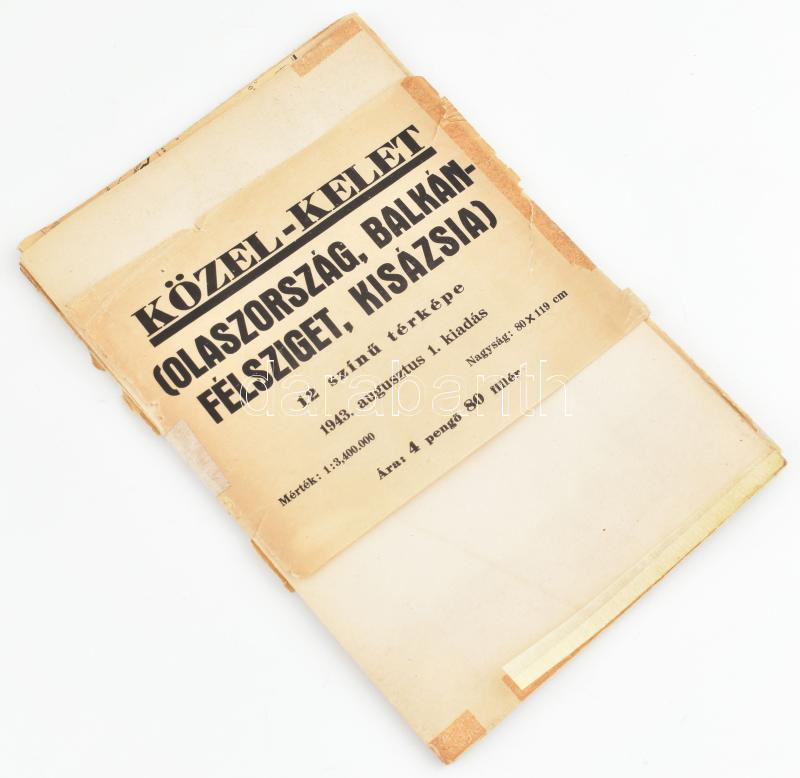 KÖZEL-KELET
(OLASZORSZÁG, BALKÁN-
FÉLSZIGET, KISÁZSIA)
12 színű térképe
1943. augusztus 1. kiadás
Mérték: 1:3,400.000 Nagyság: 80×119 cm
Ára: 4 pengő 80 fillér
darabanth